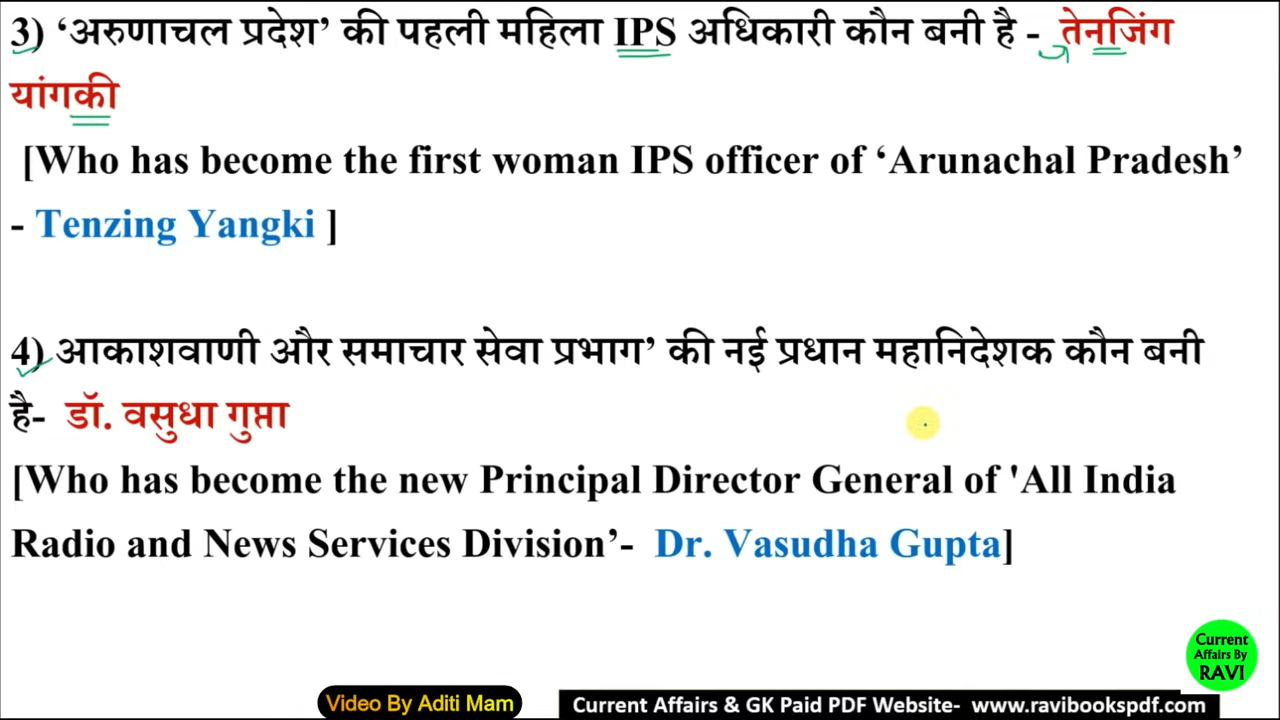 3) ‘अरुणाचल प्रदेश’ की पहली महिला IPS अधिकारी कौन बनी है - तेनजिंग
यांगकी
[Who has become the first woman IPS officer of ‘Arunachal Pradesh’
- Tenzing Yangki ]
4) आकाशवाणी और समाचार सेवा प्रभाग’ की नई प्रधान महानिदेशक कौन बनी
है- डॉ. वसुधा गुप्ता
[Who has become the new Principal Director General of 'All India
Radio and News Services Division’- Dr. Vasudha Gupta]
Current
Affairs By
RAVI
Video By Aditi Mam
Current Affairs & GK Paid PDF Website- www.ravibookspdf.com